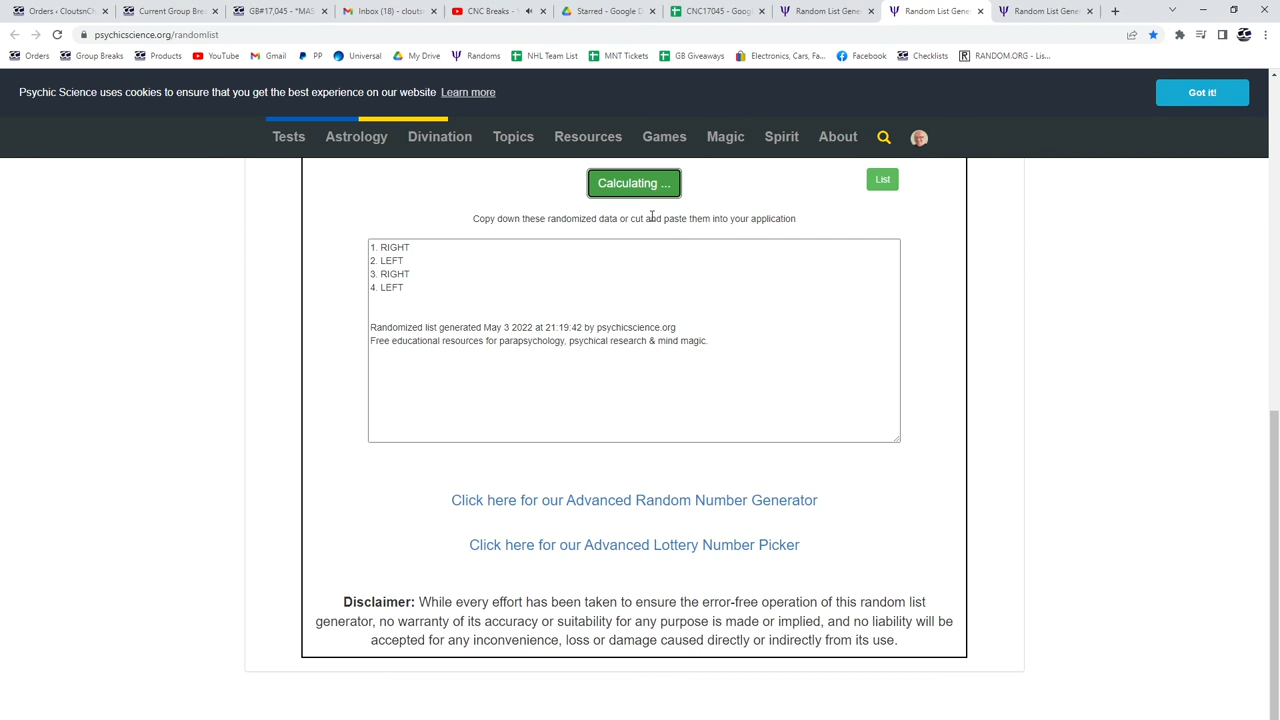 Orders - CloutsnCh
Current Group Brea
GB#17,045 - *MAS
Inbox (18) - clouts
CNC Breaks -
Starred - Google D
CNC17045 - Goog
Random List Gene
Random List Gene
Random List Gene
psychicscience.org/randomlist
Orders
Group Breaks
Products
YouTube
Gmail
PP
Universal
My Drive
Randoms
NHL Team List
MNT Tickets
GB Giveaways
Electronics, Cars, Fa...
Facebook
Checklists
RANDOM.ORG - Lis...
Psychic Science uses cookies to ensure that you get the best experience on our website Learn more
Got it!
Tests
Astrology
Divination
Topics
Resources
Games
Magic
Spirit
About
Calculating ...
List
Copy down these randomized data or cut and paste them into your application
1. RIGHT
2. LEFT
3. RIGHT
4. LEFT
Randomized list generated May 3 2022 at 21:19:42 by psychicscience.org
Free educational resources for parapsychology, psychical research & mind magic.
Click here for our Advanced Random Number Generator
Click here for our Advanced Lottery Number Picker
Disclaimer: While every effort has been taken to ensure the error-free operation of this random list
generator, no warranty of its accuracy or suitability for any purpose is made or implied, and no liability will be
accepted for any inconvenience, loss or damage caused directly or indirectly from its use.